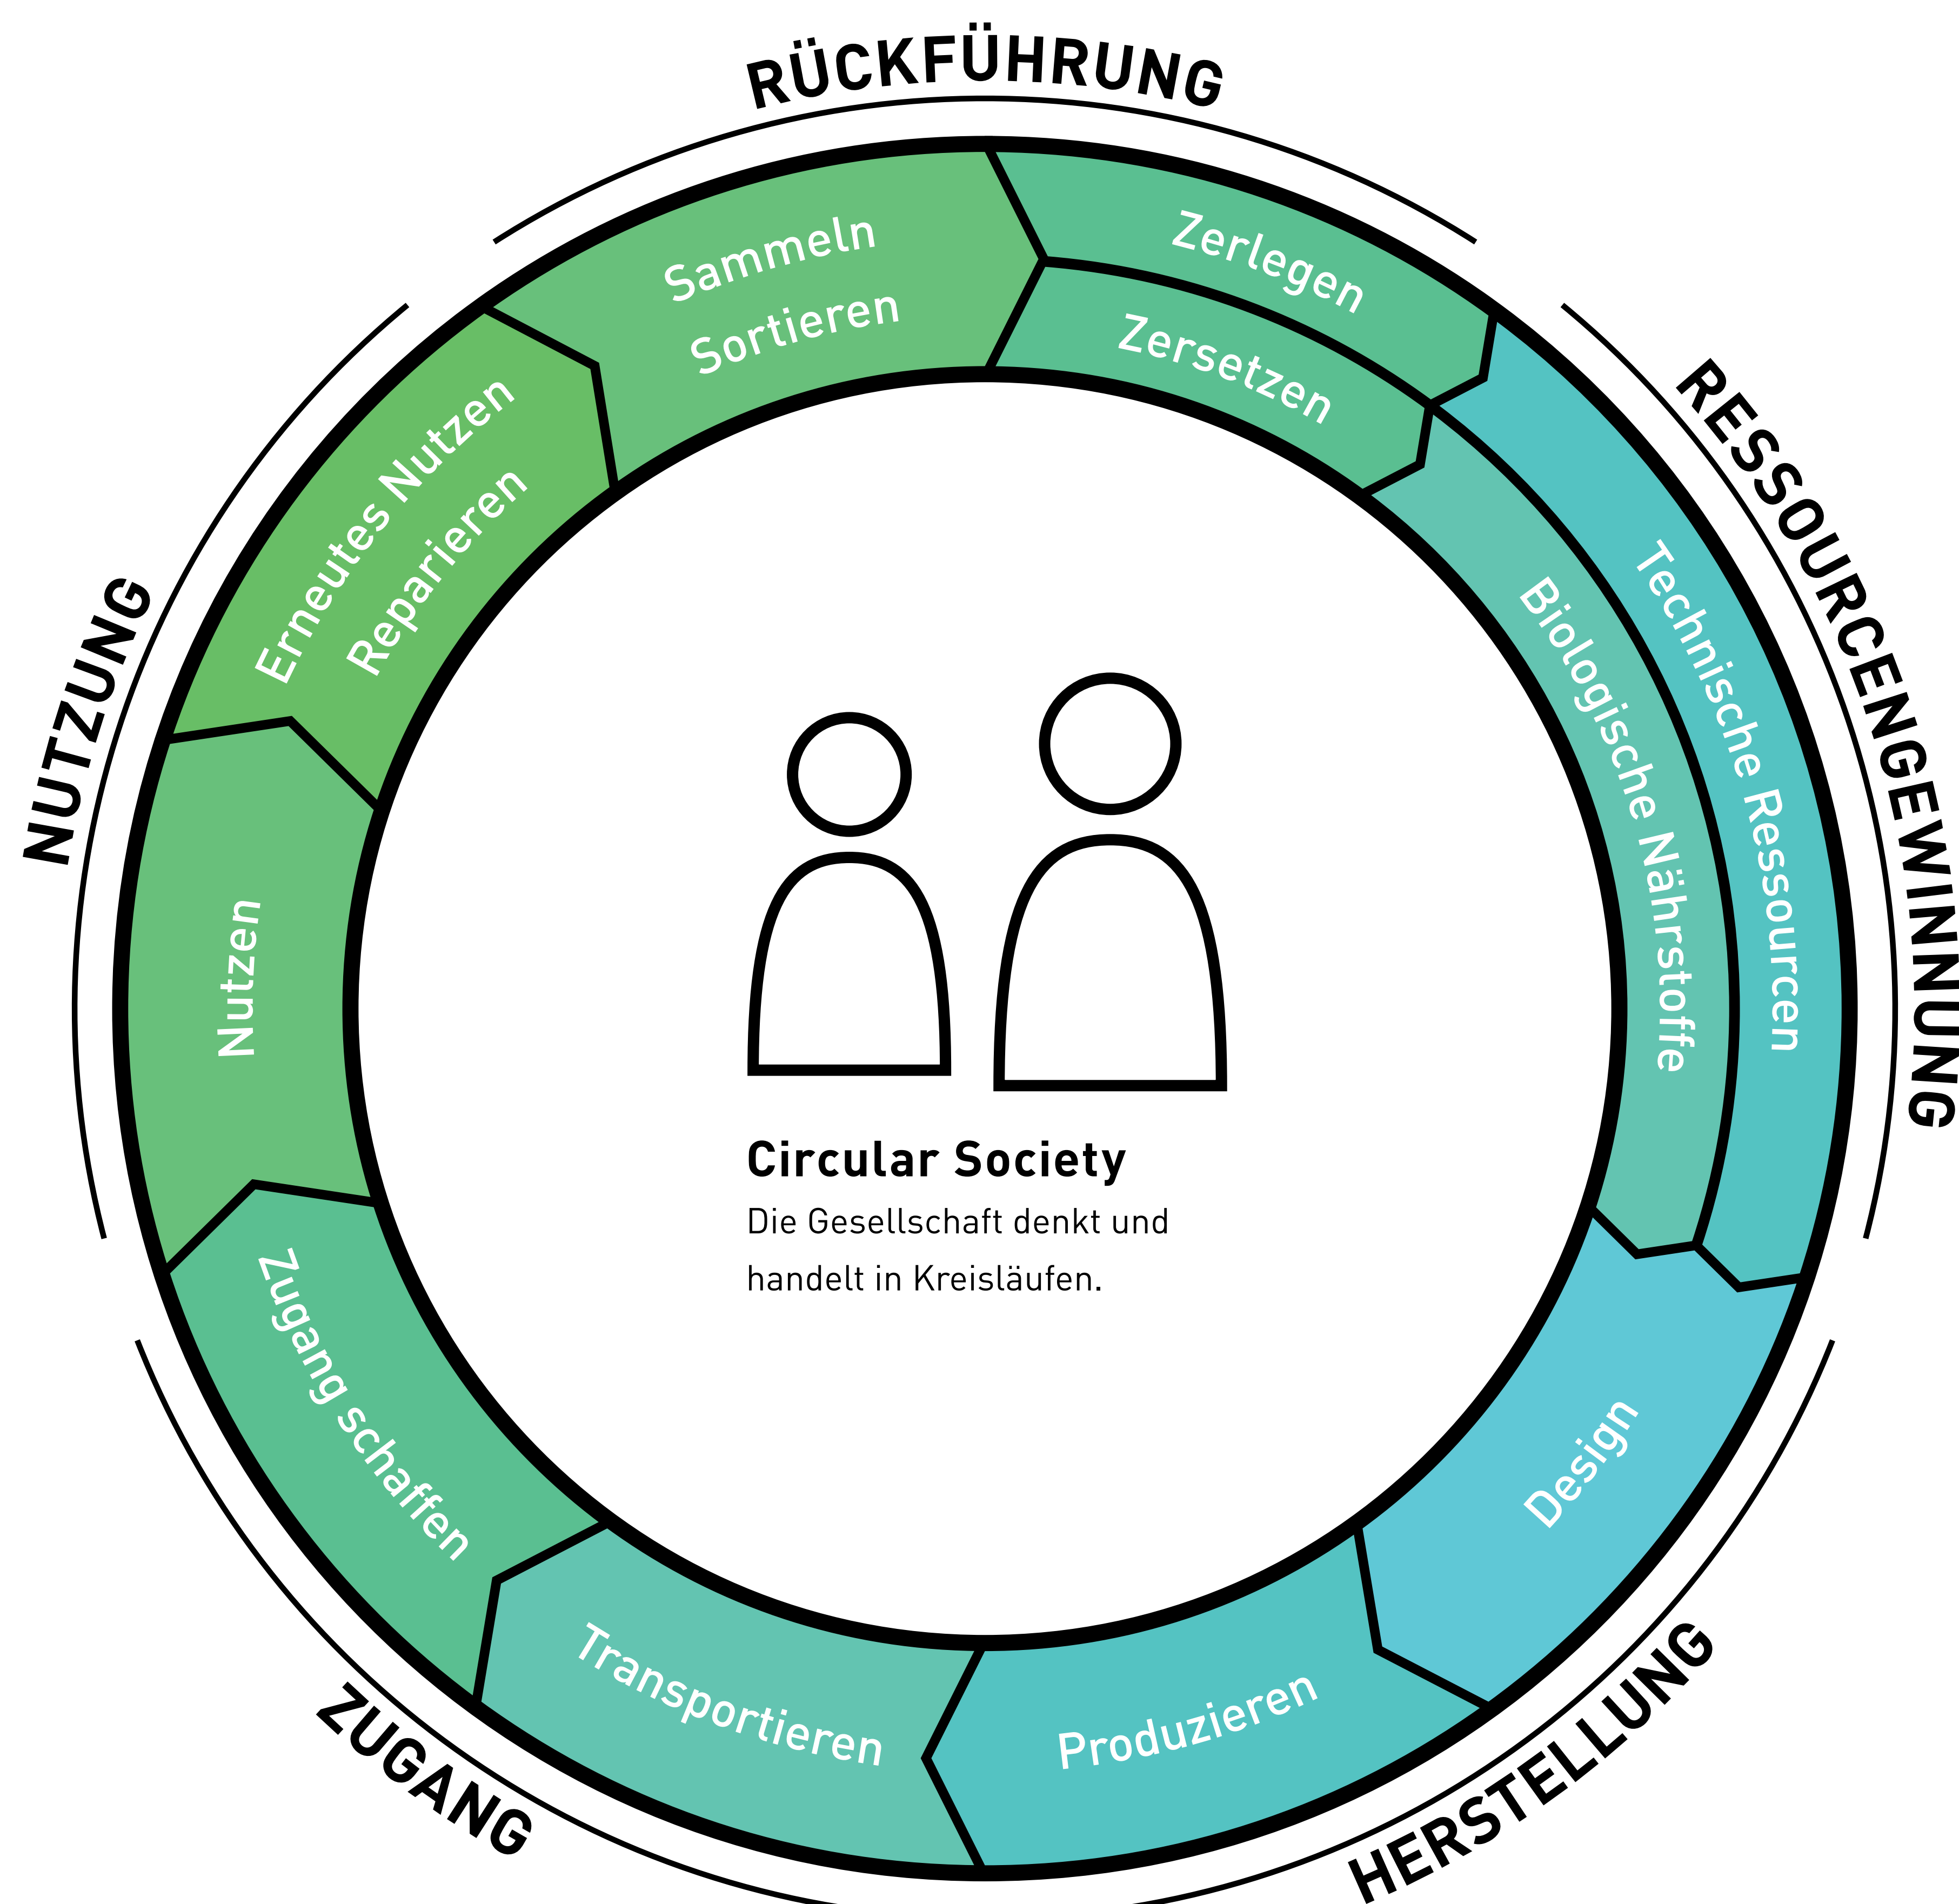 RÜCKFÜHRUNG
Sammeln
Sortieren
Zerlegen
Zersetzen
RESSOURCENGEWINNUNG
Technische Ressourcen
Biologische Nährstoffe
HERSTELLUNG
Design
Produzieren
ZUGANG
Transportieren
Zugang schaffen
NUTZUNG
Nutzen
Erneutes Nutzen
Reparieren
Circular Society
Die Gesellschaft denkt und
handelt in Kreisläufen.